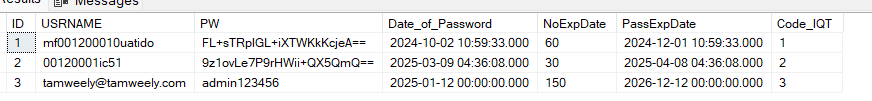 Results Messages
ID USRNAME PW Date_of_Password NoExpDate PassExpDate Code_IQT
1 mf001200010uatido FL+sTRpIGL+iXTWKkKcjeA== 2024-10-02 10:59:33.000 60 2024-12-01 10:59:33.000 1
2 00120001ic51 9z1ovLe7P9rHWii+QX5QmQ== 2025-03-09 04:36:08.000 30 2025-04-08 04:36:08.000 2
3 tamweely@tamweely.com admin123456 2025-01-12 00:00:00.000 150 2026-12-12 00:00:00.000 3